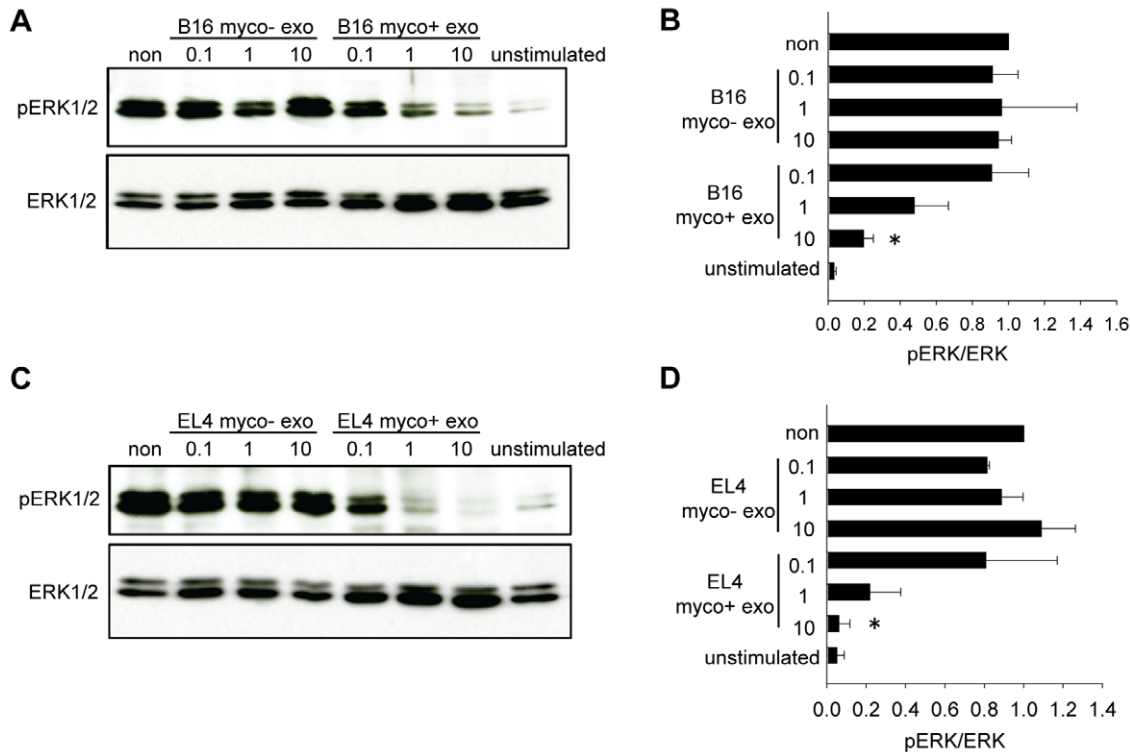 A
B16 myco- exo B16 myco+ exo
non 0.1 1 10 0.1 1 10 unstimulated
pERK1/2
ERK1/2
B
non
0.1
B16
myco- exo
1
10
0.1
B16
myco+ exo
1
10 *
unstimulated
0.0 0.2 0.4 0.6 0.8 1.0 1.2 1.4 1.6
pERK/ERK
C
EL4 myco- exo EL4 myco+ exo
non 0.1 1 10 0.1 1 10 unstimulated
pERK1/2
ERK1/2
D
non
0.1
EL4
myco- exo
1
10
0.1
EL4
myco+ exo
1
10 *
unstimulated
0.0 0.2 0.4 0.6 0.8 1.0 1.2 1.4
pERK/ERK